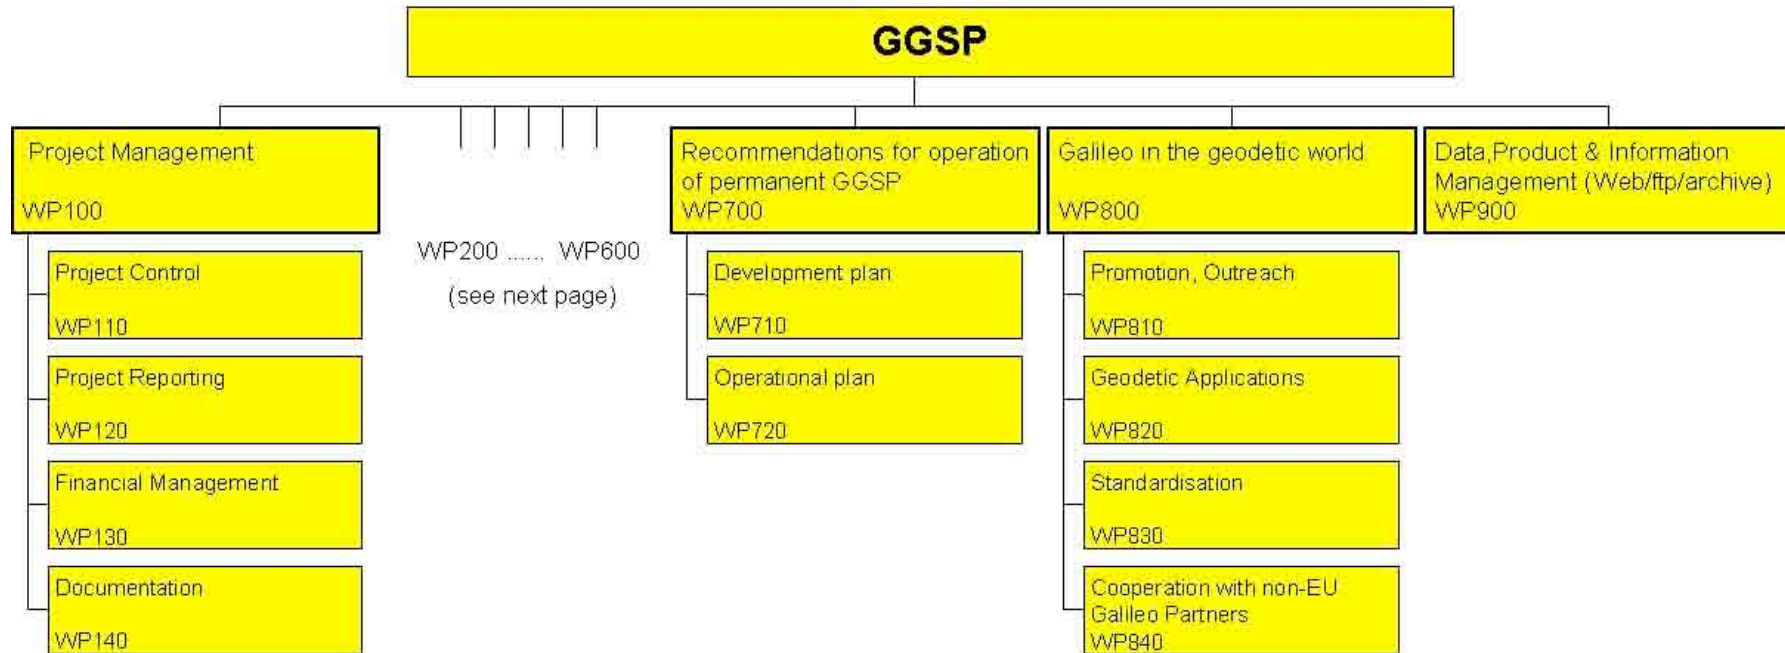 GGSP
Project Management
WP100
Project Control
WP110
Project Reporting
WP120
Financial Management
WP130
Documentation
WP140
WP200 ...... WP600
(see next page)
Recommendations for operation
of permanent GGSP
WP700
Development plan
WP710
Operational plan
WP720
Galileo in the geodetic world
WP800
Promotion, Outreach
WP810
Geodetic Applications
WP820
Standardisation
WP830
Cooperation with non-EU
Galileo Partners
WP840
Data,Product & Information
Management (Web/ftp/archive)
WP900